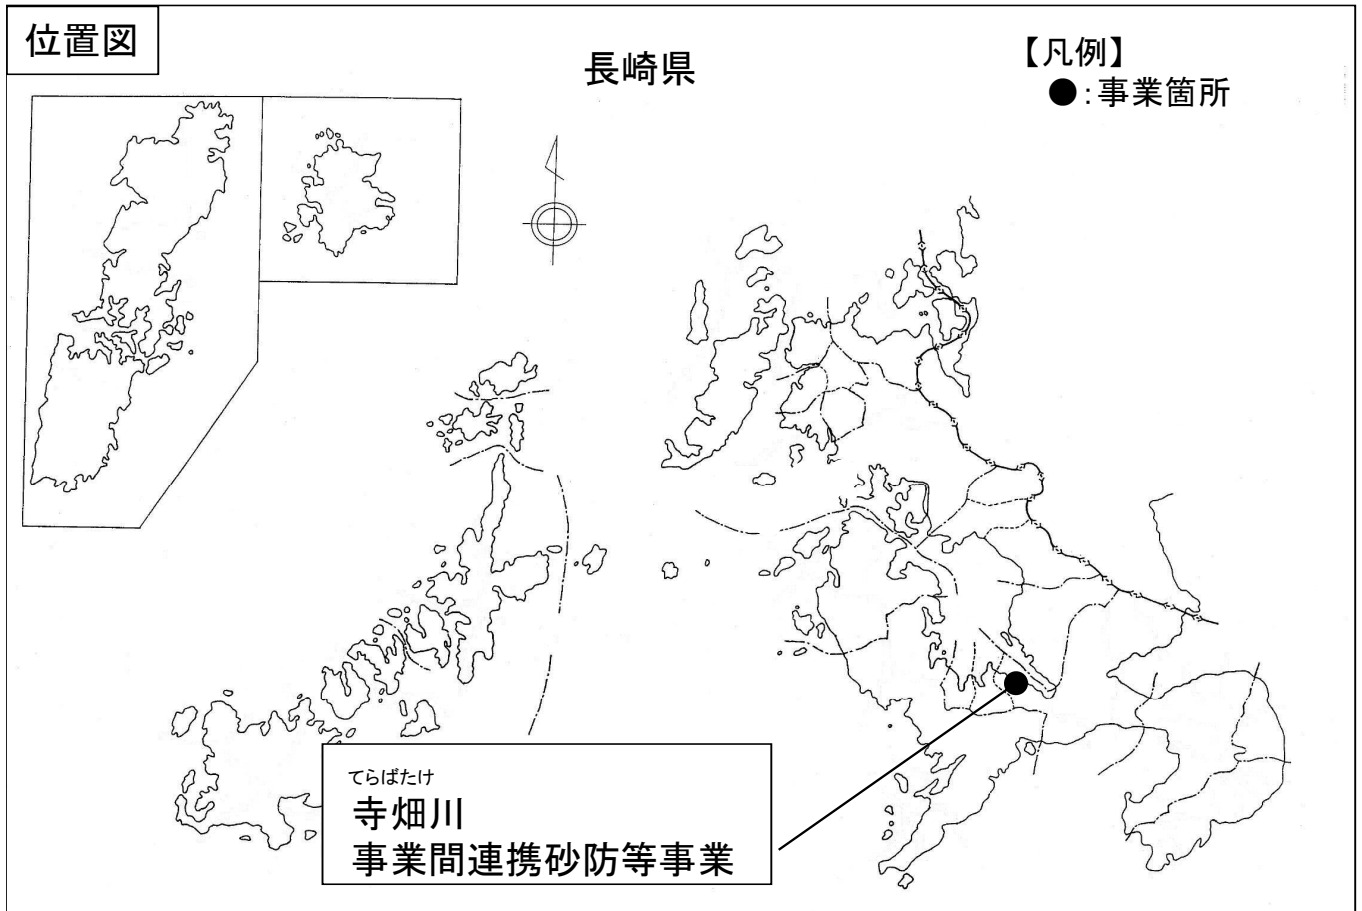 位置図
長崎県
【凡例】
●:事業箇所
てらばたけ
寺畑川
事業間連携砂防等事業